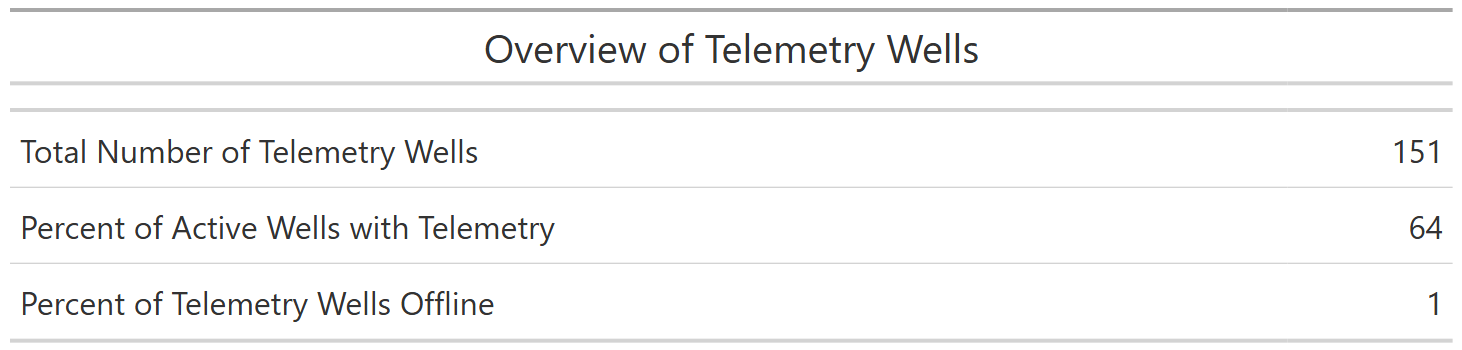 Overview of Telemetry Wells
Total Number of Telemetry Wells 151
Percent of Active Wells with Telemetry 64
Percent of Telemetry Wells Offline 1